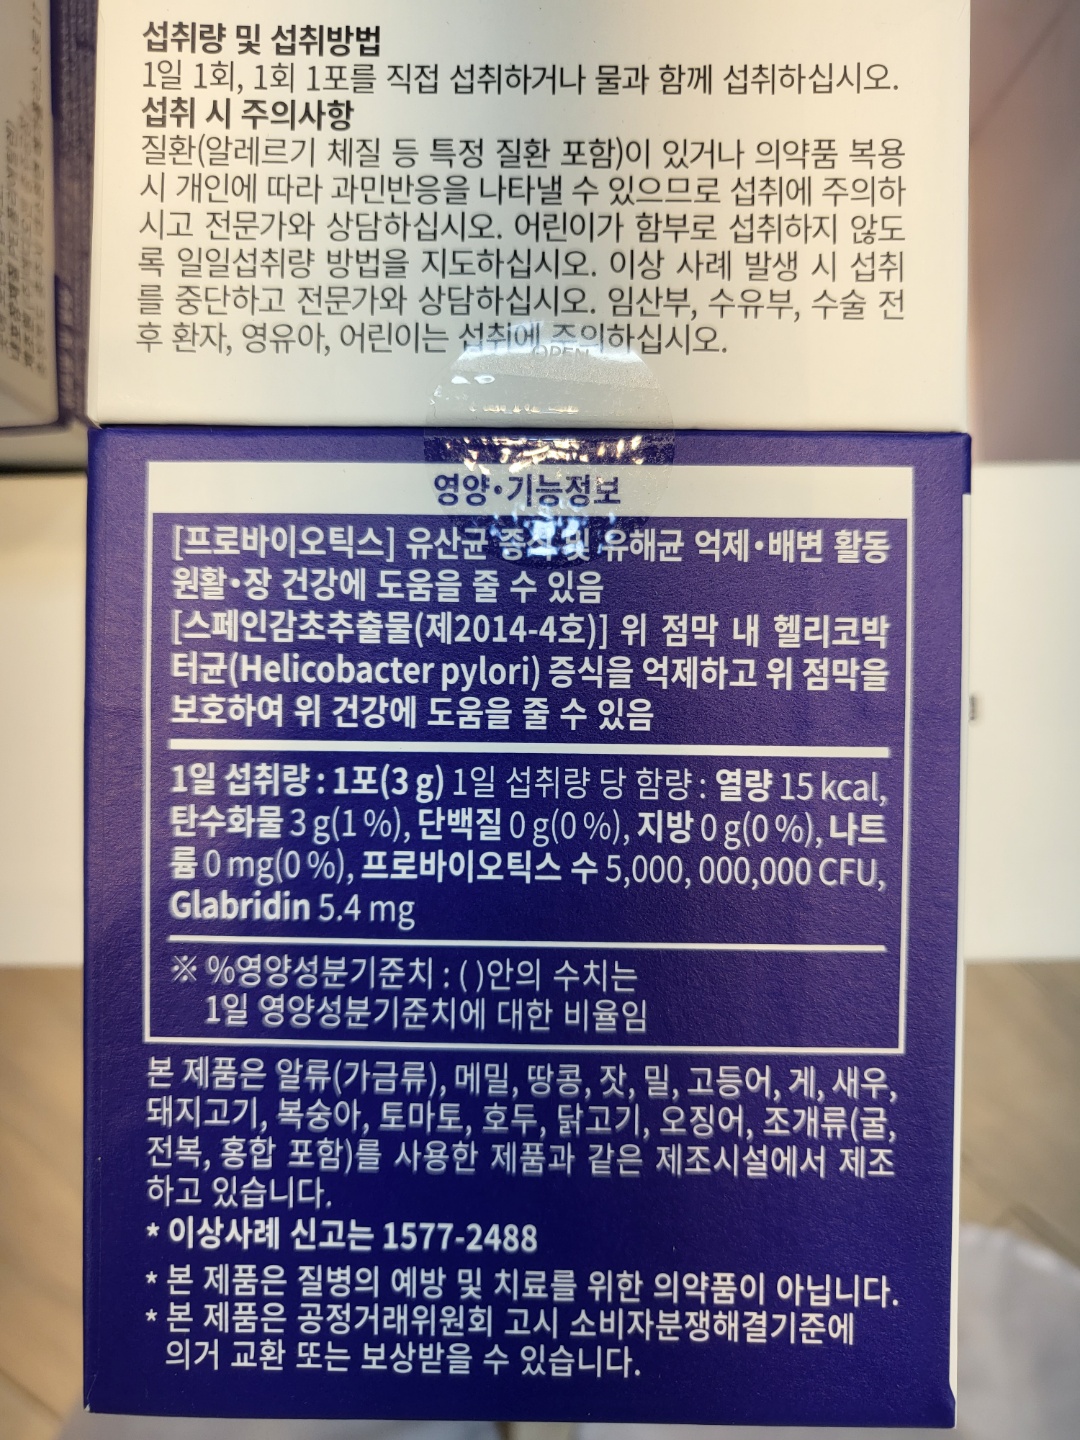 섭취량 및 섭취방법
1일 1회, 1회 1포를 직접 섭취하거나 물과 함께 섭취하십시오.
섭취 시 주의사항
질환(알레르기 체질 등 특정 질환 포함)이 있거나 의약품 복용
시 개인에 따라 과민반응을 나타낼 수 있으므로 섭취에 주의하
시고 전문가와 상담하십시오. 어린이가 함부로 섭취하지 않도
록 일일섭취량 방법을 지도하십시오. 이상 사례 발생 시 섭취
를 중단하고 전문가와 상담하십시오. 임산부, 수유부, 수술 전
후 환자, 영유아, 어린이는 섭취에 주의하십시오.
OPEN
영양•기능정보
[프로바이오틱스] 유산균 증식 및 유해균 억제•배변 활동
원활•장 건강에 도움을 줄 수 있음
[스페인감초추출물(제2014-4호)] 위 점막 내 헬리코박
터균(Helicobacter pylori) 증식을 억제하고 위 점막을
보호하여 위 건강에 도움을 줄 수 있음
1일 섭취량 : 1포(3 g) 1일 섭취량 당 함량 : 열량 15 kcal,
탄수화물 3 g(1 %), 단백질 0 g(0 %), 지방 0 g(0 %), 나트
륨 0 mg(0 %), 프로바이오틱스 수 5,000, 000,000 CFU,
Glabridin 5.4 mg
※ %영양성분기준치 : ( )안의 수치는
1일 영양성분기준치에 대한 비율임
본 제품은 알류(가금류), 메밀, 땅콩, 잣, 밀, 고등어, 게, 새우,
돼지고기, 복숭아, 토마토, 호두, 닭고기, 오징어, 조개류(굴,
전복, 홍합 포함)를 사용한 제품과 같은 제조시설에서 제조
하고 있습니다.
* 이상사례 신고는 1577-2488
* 본 제품은 질병의 예방 및 치료를 위한 의약품이 아닙니다.
* 본 제품은 공정거래위원회 고시 소비자분쟁해결기준에
의거 교환 또는 보상받을 수 있습니다.